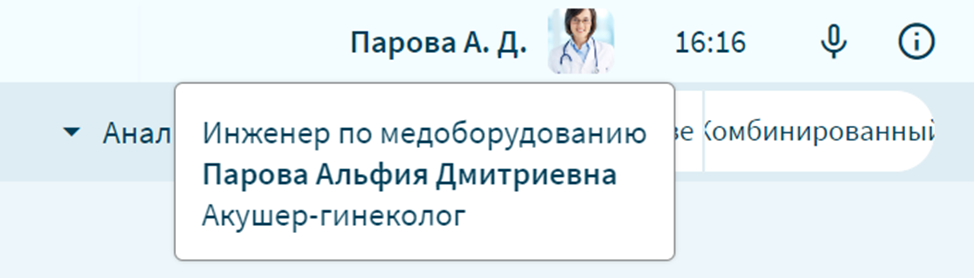 Парова А. Д. 16:16
Анал
Инженер по медоборудованию
Парова Альфия Дмитриевна
Акушер-гинеколог
ве Комбинированный